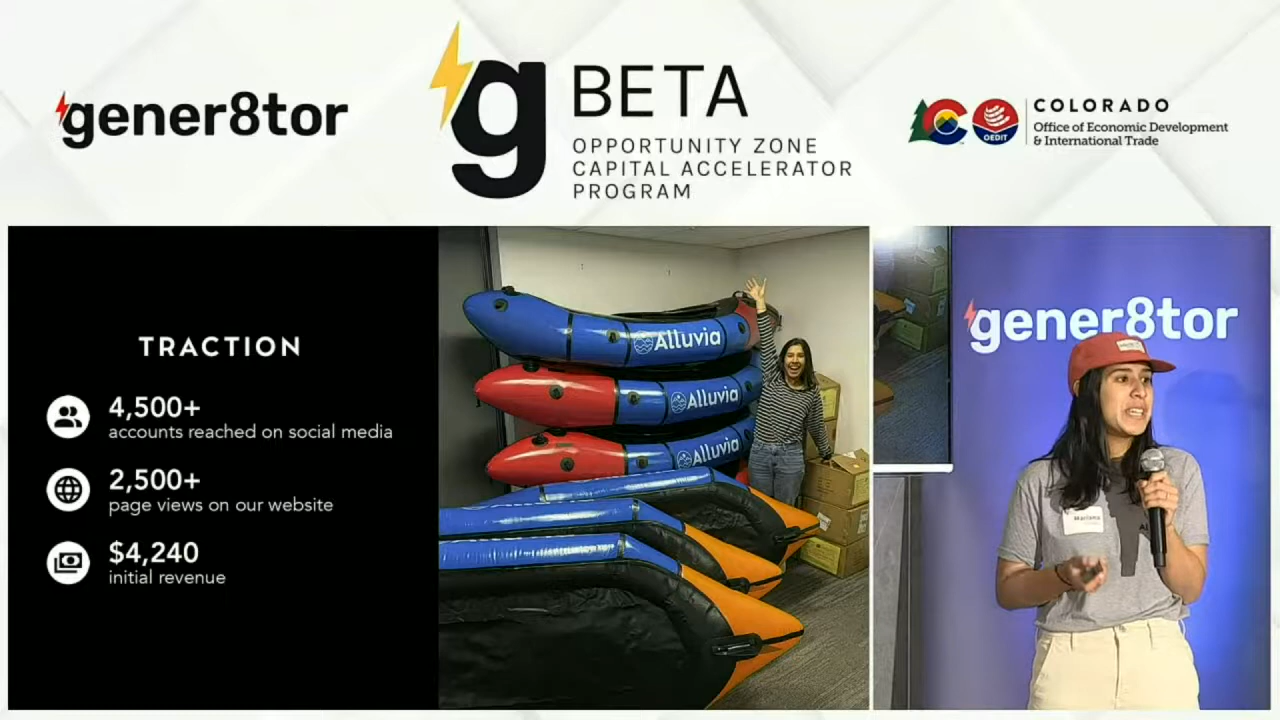 gener8tor
g BETA
OPPORTUNITY ZONE
CAPITAL ACCELERATOR
PROGRAM
COLORADO
Office of Economic Development
& International Trade
OEDIT
TRACTION
4,500+
accounts reached on social media
2,500+
page views on our website
$4,240
initial revenue
Alluvia
Alluvia
Alluvia
gener8tor
Mariana